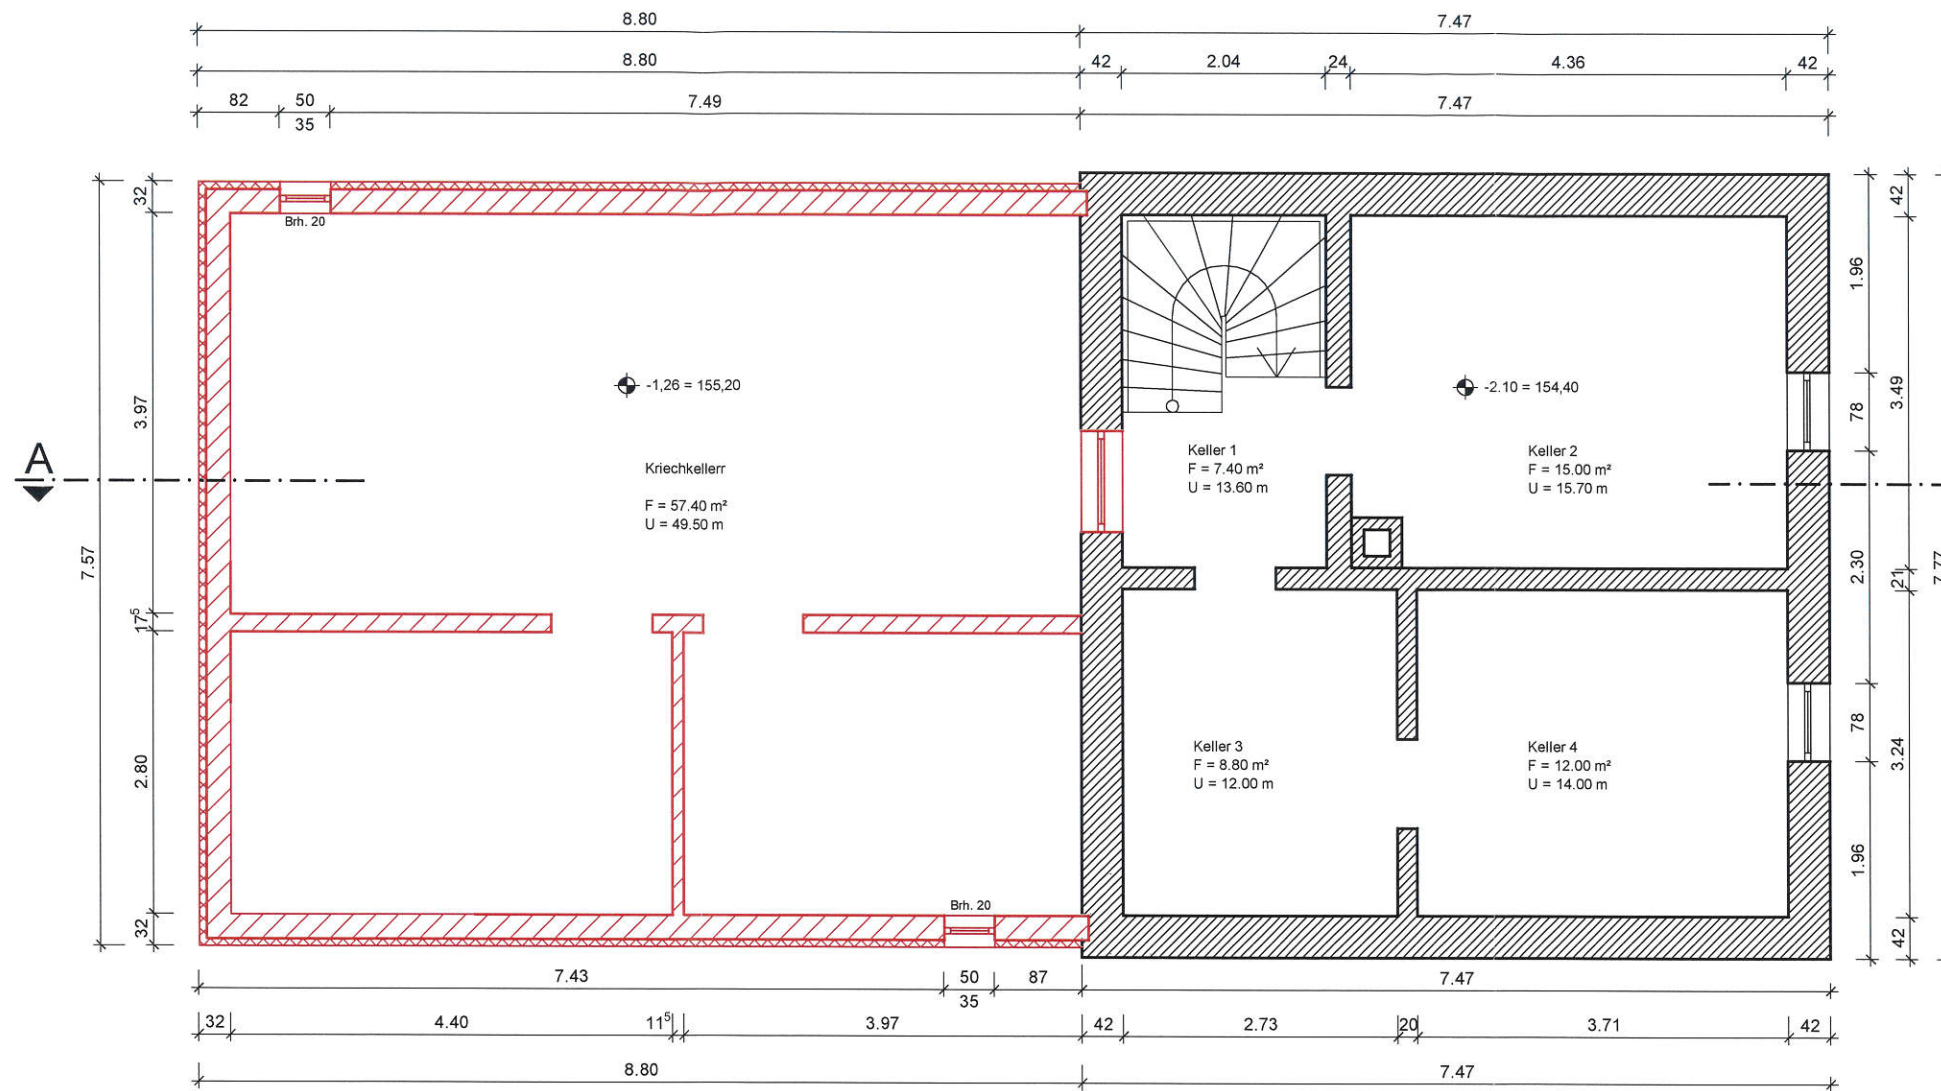 8.80
7.47
8.80
42
2.04
24
4.36
42
82
50
35
7.49
7.47
32
42
Brh. 20
1.96
-1,26 = 155,20
-2.10 = 154,40
3.97
78
3.49
A
Kriechkellerr
F = 57.40 m²
U = 49.50 m
Keller 1
F = 7.40 m²
U = 13.60 m
Keller 2
F = 15.00 m²
U = 15.70 m
7.57
2.30
21
7.77
17⁵
2.80
Keller 3
F = 8.80 m²
U = 12.00 m
Keller 4
F = 12.00 m²
U = 14.00 m
78
3.24
1.96
Brh. 20
32
42
7.43
50
35
87
7.47
32
4.40
11⁵
3.97
42
2.73
20
3.71
42
8.80
7.47